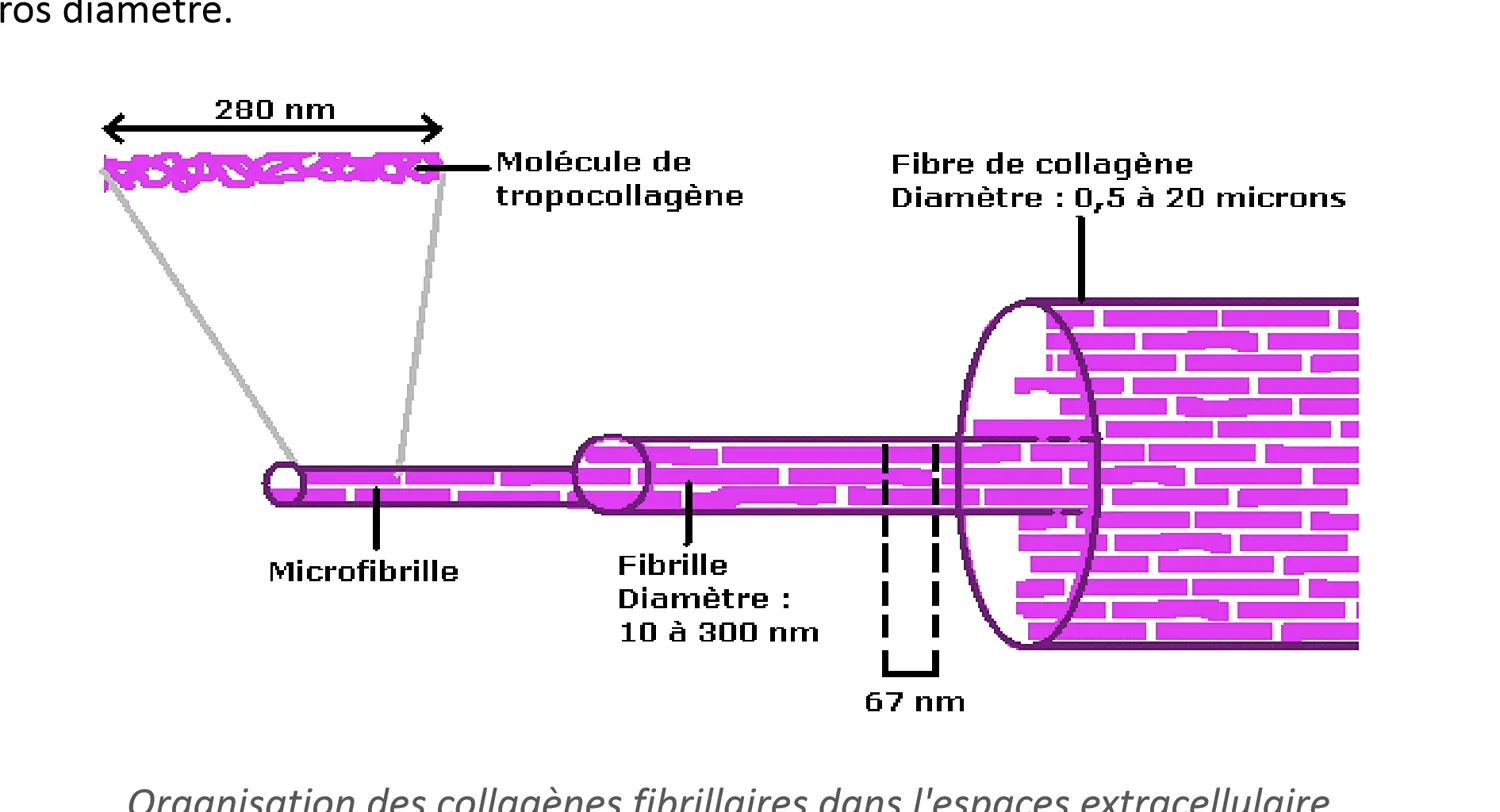 ros diamètre.
280 nm
Molécule de
tropocollagène
Fibre de collagène
Diamètre : 0,5 à 20 microns
Microfibrille
Fibrille
Diamètre :
10 à 300 nm
67 nm
Organisation des collagènes fibrillaires dans l'espaces extracellulaire